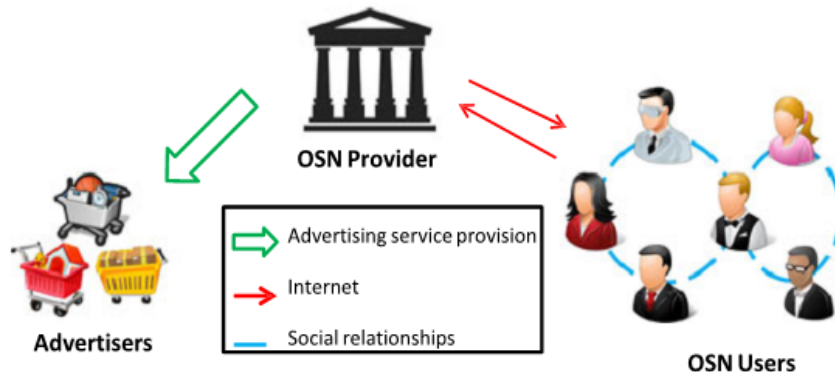 OSN Provider
Advertising service provision
Internet
Social relationships
Advertisers
OSN Users